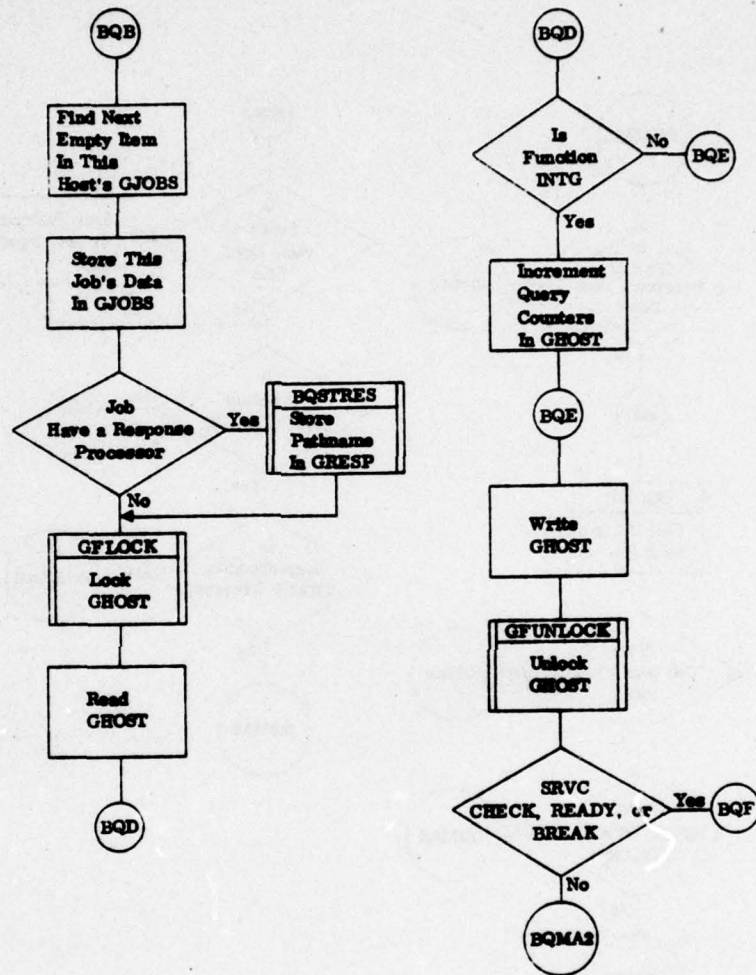 BQB
Find Next
Empty Item
In This
Host's GJOBS
Store This
Job's Data
In GJOBS
Job
Have a Response
Processor
Yes
BQSTRES
Store
Pathname
In GRESP
No
GFLOCK
Lock
GHOST
Read
GHOST
BQD
BQD
Is
Function
INTG
No
BQE
Yes
Increment
Query
Counters
In GHOST
BQE
Write
GHOST
GFUNLOCK
Unlock
GHOST
SRVC
CHECK, READY, or
BREAK
Yes
BQF
No
BQMA2